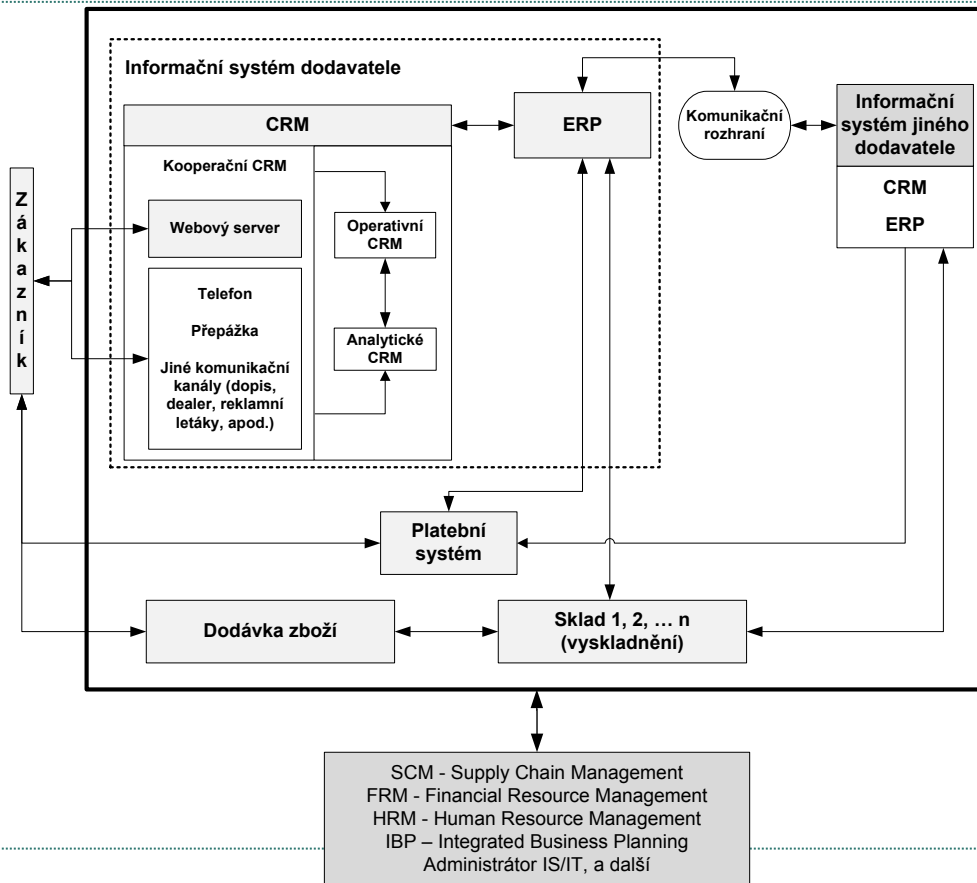 Informační systém dodavatele
CRM
ERP
Komunikační
rozhraní
Informační
systém jiného
dodavatele
CRM
ERP
Zákazník
Kooperační CRM
Webový server
Operativní
CRM
Telefon
Přepážka
Jiné komunikační
kanály (dopis,
dealer, reklamní
letáky, apod.)
Analytické
CRM
Platební
systém
Dodávka zboží
Sklad 1, 2, … n
(vyskladnění)
SCM - Supply Chain Management
FRM - Financial Resource Management
HRM - Human Resource Management
IBP – Integrated Business Planning
Administrátor IS/IT, a další